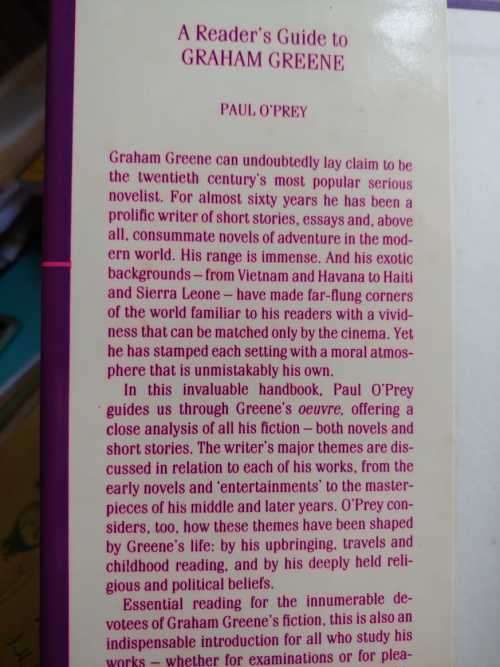 A Reader's Guide to
GRAHAM GREENE
PAUL O'PREY
Graham Greene can undoubtedly lay claim to be
the twentieth century's most popular serious
novelist. For almost sixty years he has been a
prolific writer of short stories, essays and, above
all, consummate novels of adventure in the mod-
ern world. His range is immense. And his exotic
backgrounds – from Vietnam and Havana to Haiti
and Sierra Leone – have made far-flung corners
of the world familiar to his readers with a vivid-
ness that can be matched only by the cinema. Yet
he has stamped each setting with a moral atmos-
phere that is unmistakably his own.
In this invaluable handbook, Paul O'Prey
guides us through Greene's oeuvre, offering a
close analysis of all his fiction – both novels and
short stories. The writer's major themes are dis-
cussed in relation to each of his works, from the
early novels and 'entertainments' to the master-
pieces of his middle and later years. O'Prey con-
siders, too, how these themes have been shaped
by Greene's life: by his upbringing, travels and
childhood reading, and by his deeply held reli-
gious and political beliefs.
Essential reading for the innumerable de-
votees of Graham Greene's fiction, this is also an
indispensable introduction for all who study his
works – whether for examinations or for plea-